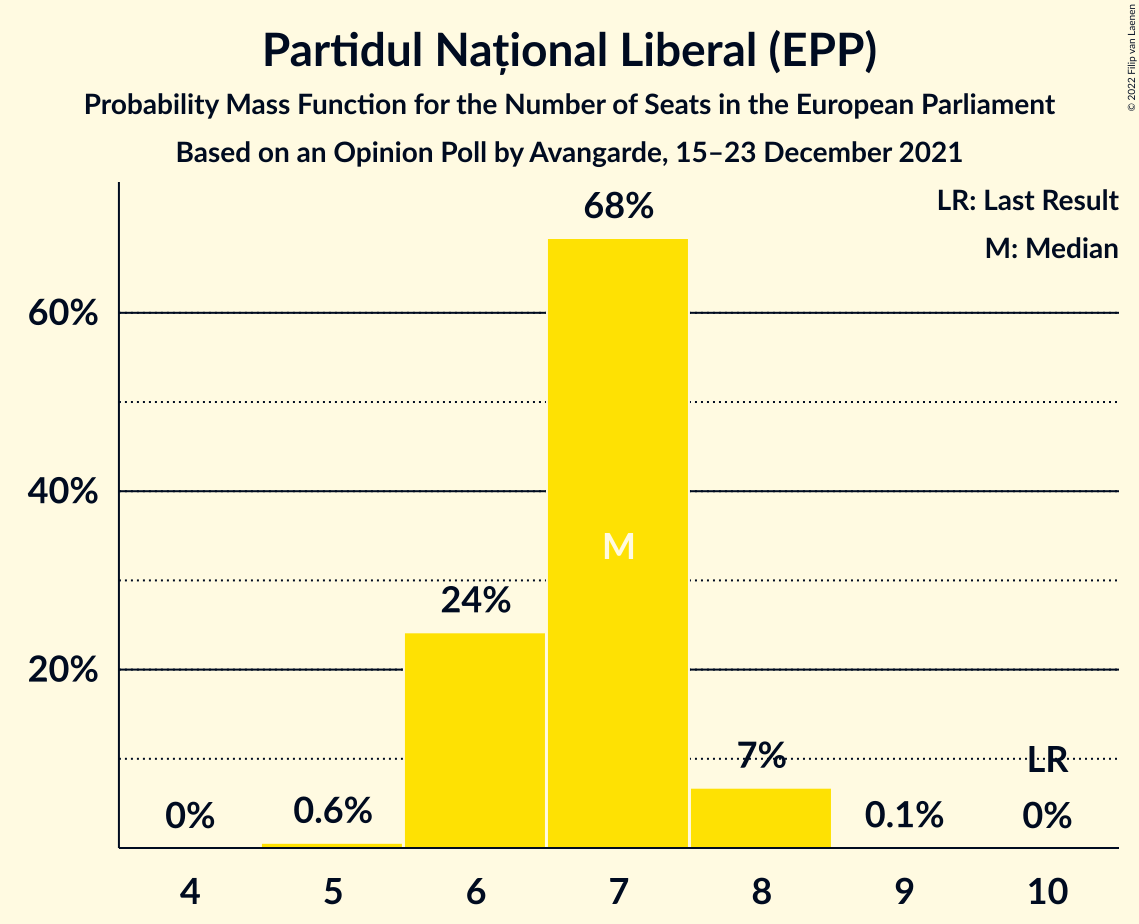 Partidul Național Liberal (EPP)
Probability Mass Function for the Number of Seats in the European Parliament
Based on an Opinion Poll by Avangarde, 15–23 December 2021
© 2022 Filip van Laenen
LR: Last Result
M: Median
68%
60%
40%
M
24%
20%
7%
LR
0%
0.6%
0.1%
0%
4 5 6 7 8 9 10